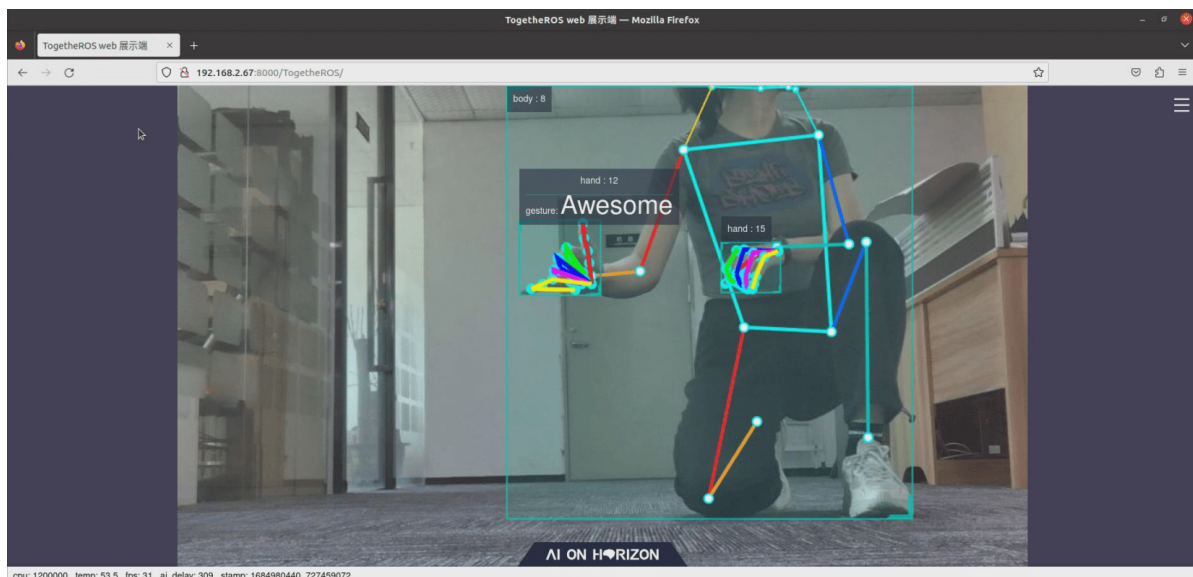 TogetheROS web 展示端 — Mozilla Firefox
TogetheROS web 展示端
192.168.2.67:8000/TogetheROS/
body : 8
hand : 12
gesture: Awesome
hand : 15
AI ON HORIZON
cpu: 1200000 temp: 53.5 fps: 31 ai_delay: 309 stamp: 1684980440_727459072